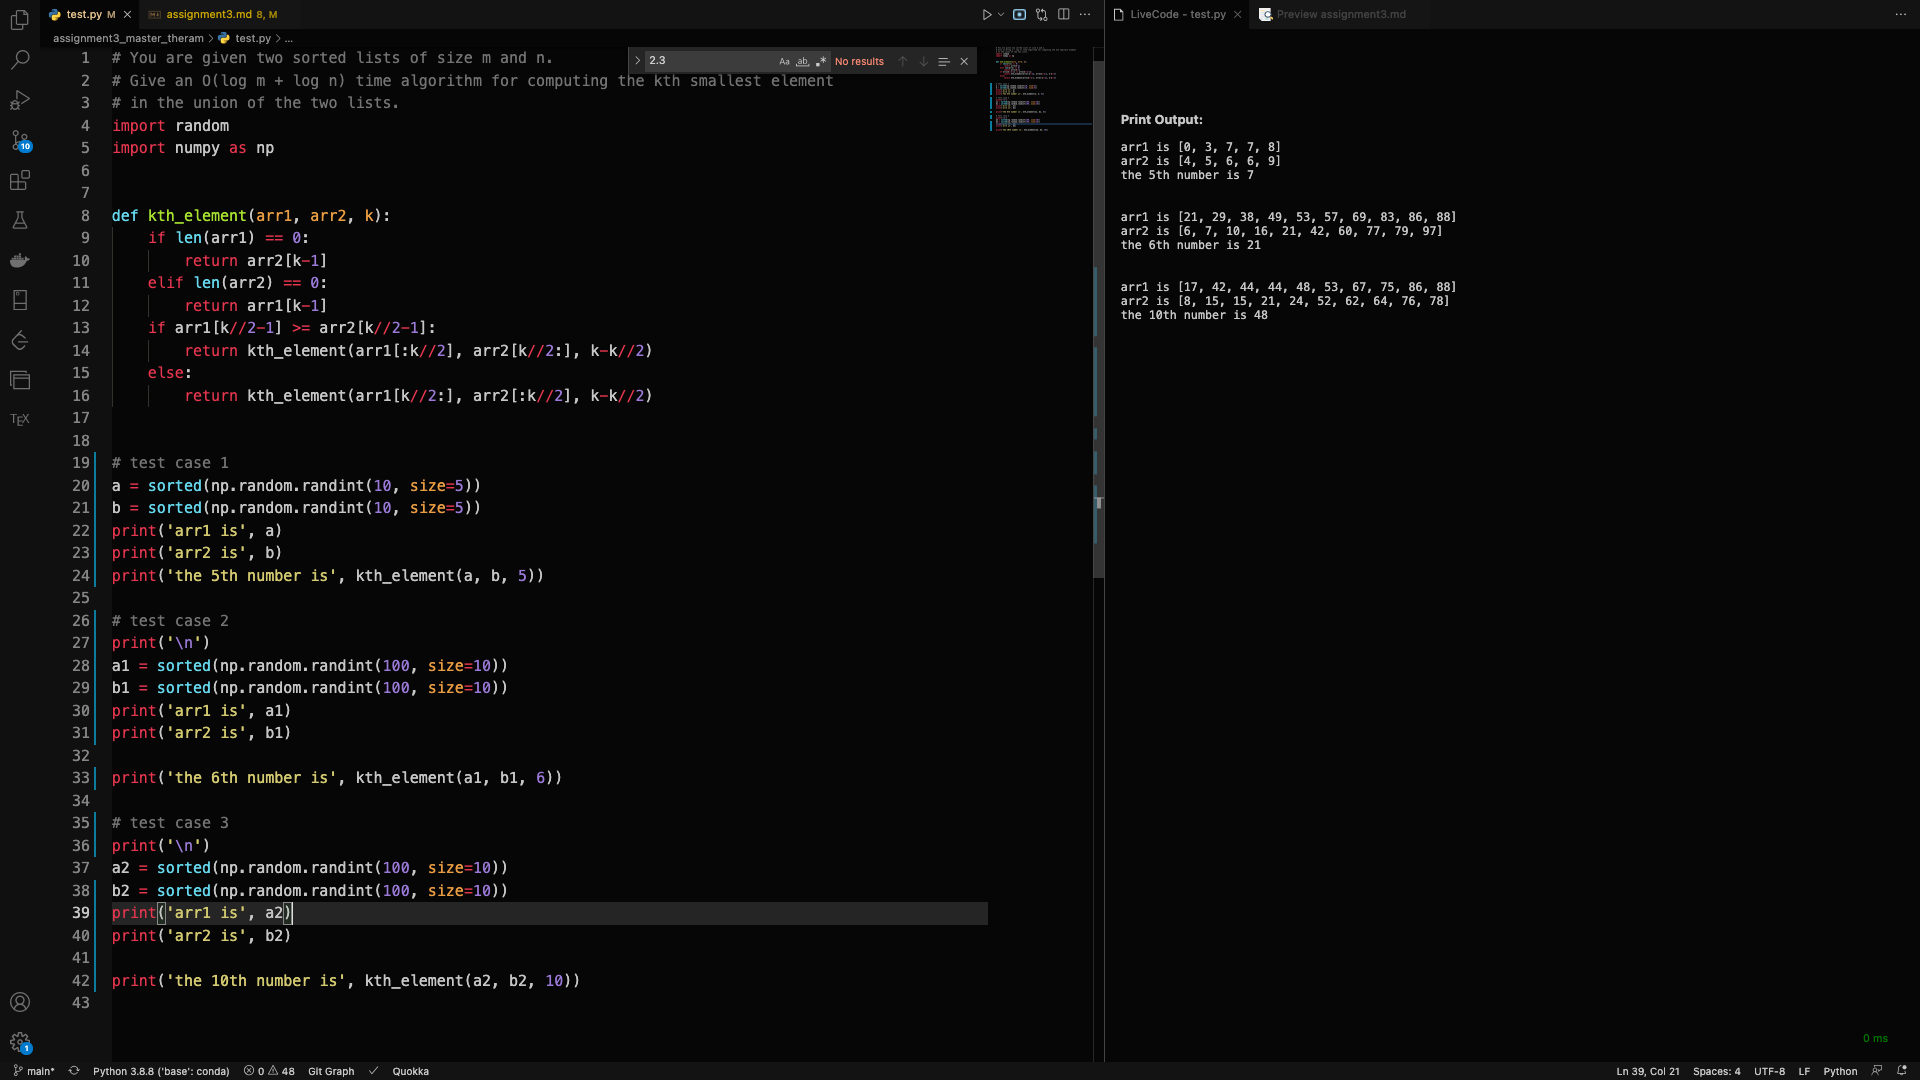 test.py M
assignment3.md 8, M
LiveCode - test.py
Preview assignment3.md
assignment3_master_theram > test.py > ...
2.3
Aa
ab
No results
1 # You are given two sorted lists of size m and n.
2 # Give an O(log m + log n) time algorithm for computing the kth smallest element
3 # in the union of the two lists.
4 import random
5 import numpy as np
6
7
8 def kth_element(arr1, arr2, k):
9     if len(arr1) == 0:
10         return arr2[k-1]
11     elif len(arr2) == 0:
12         return arr1[k-1]
13     if arr1[k//2-1] >= arr2[k//2-1]:
14         return kth_element(arr1[:k//2], arr2[k//2:], k-k//2)
15     else:
16         return kth_element(arr1[k//2:], arr2[:k//2], k-k//2)
17
18
19 # test case 1
20 a = sorted(np.random.randint(10, size=5))
21 b = sorted(np.random.randint(10, size=5))
22 print('arr1 is', a)
23 print('arr2 is', b)
24 print('the 5th number is', kth_element(a, b, 5))
25
26 # test case 2
27 print('\n')
28 a1 = sorted(np.random.randint(100, size=10))
29 b1 = sorted(np.random.randint(100, size=10))
30 print('arr1 is', a1)
31 print('arr2 is', b1)
32
33 print('the 6th number is', kth_element(a1, b1, 6))
34
35 # test case 3
36 print('\n')
37 a2 = sorted(np.random.randint(100, size=10))
38 b2 = sorted(np.random.randint(100, size=10))
39 print('arr1 is', a2)
40 print('arr2 is', b2)
41
42 print('the 10th number is', kth_element(a2, b2, 10))
43
10
TEX
1
Print Output:
arr1 is [0, 3, 7, 7, 8]
arr2 is [4, 5, 6, 6, 9]
the 5th number is 7
arr1 is [21, 29, 38, 49, 53, 57, 69, 83, 86, 88]
arr2 is [6, 7, 10, 16, 21, 42, 60, 77, 79, 97]
the 6th number is 21
arr1 is [17, 42, 44, 44, 48, 53, 67, 75, 86, 88]
arr2 is [8, 15, 15, 21, 24, 52, 62, 64, 76, 78]
the 10th number is 48
0 ms
main* Python 3.8.8 ('base': conda) 0 48 Git Graph Quokka
Ln 39, Col 21 Spaces: 4 UTF-8 LF Python